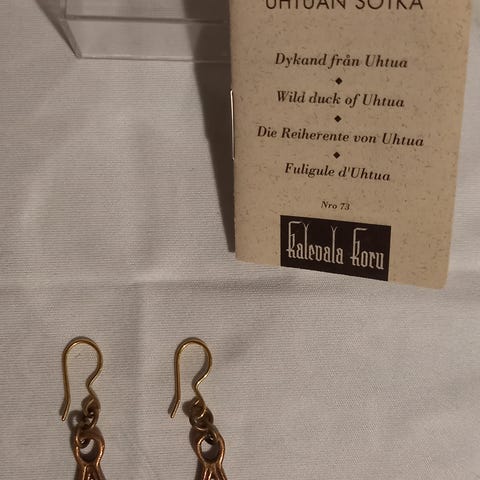 UHTUAN SOTKA
Dykand från Uhtua
Wild duck of Uhtua
Die Reiherente von Uhtua
Fuligule d'Uhtua
Nro 73
kalevala koru